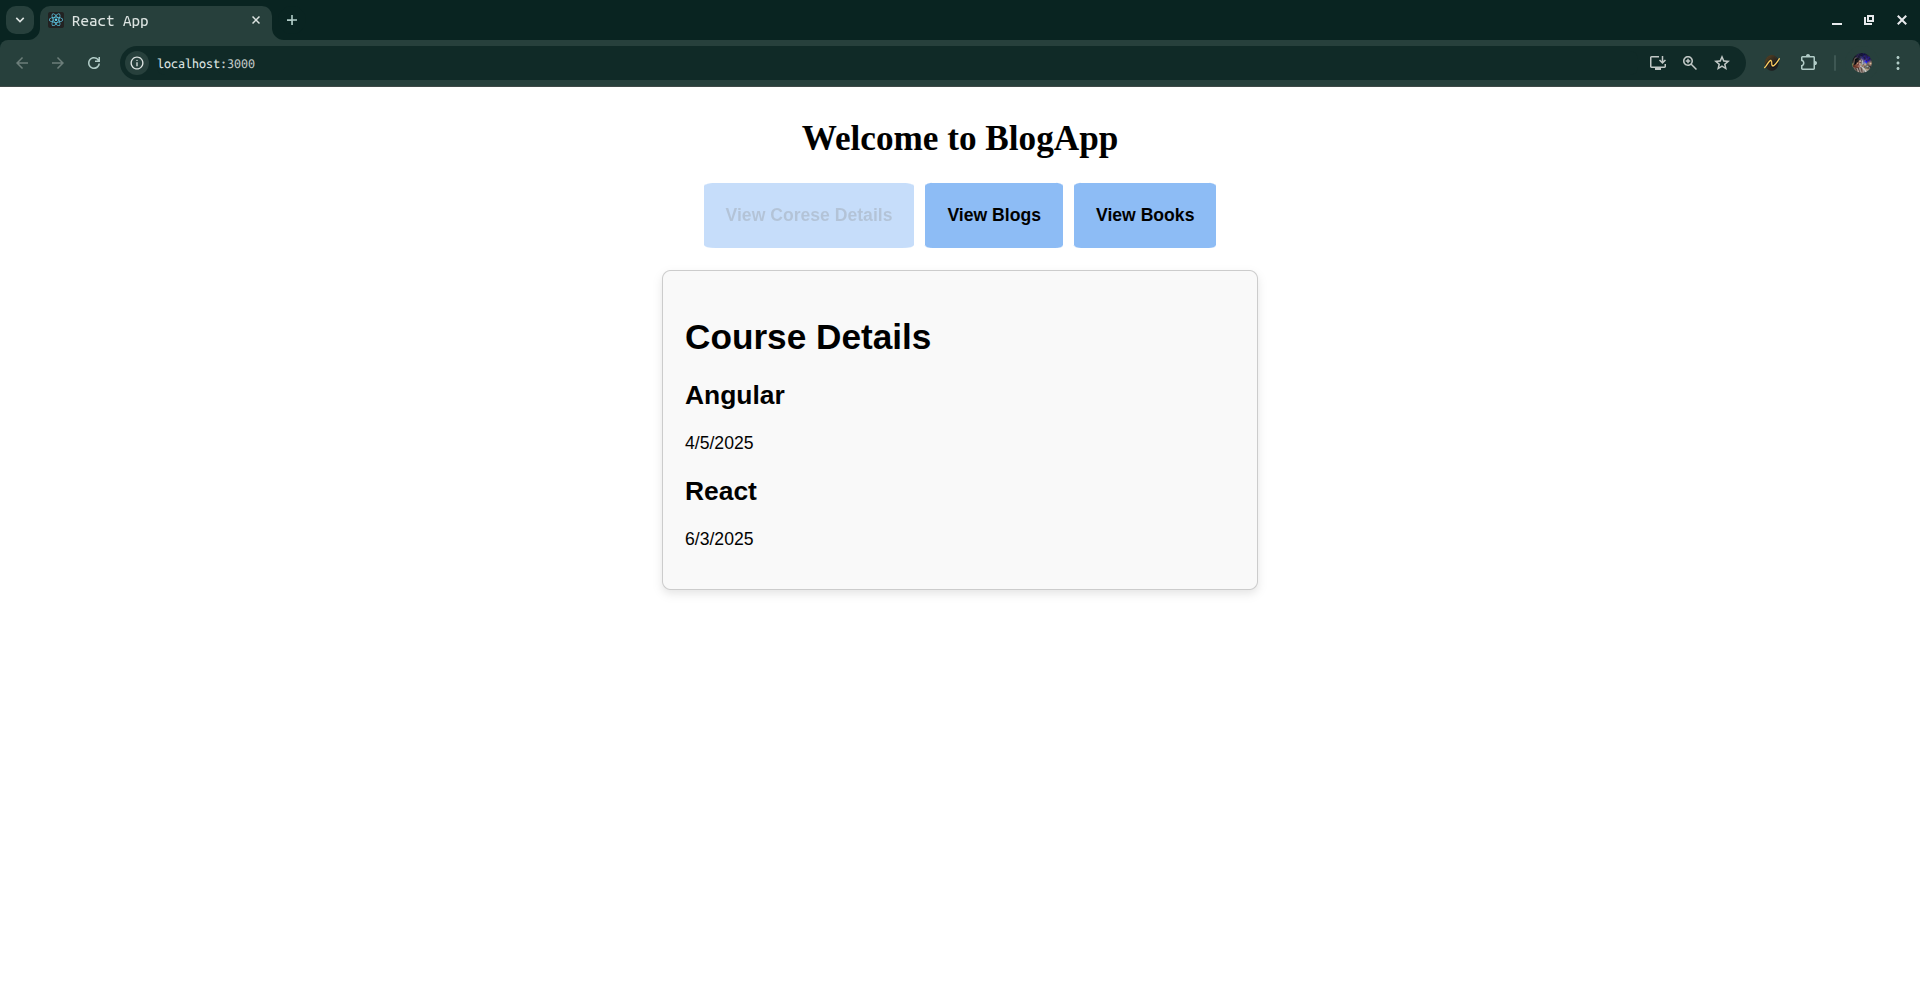 React App
localhost:3000
Welcome to BlogApp
View Corese Details View Blogs View Books
Course Details
Angular
4/5/2025
React
6/3/2025